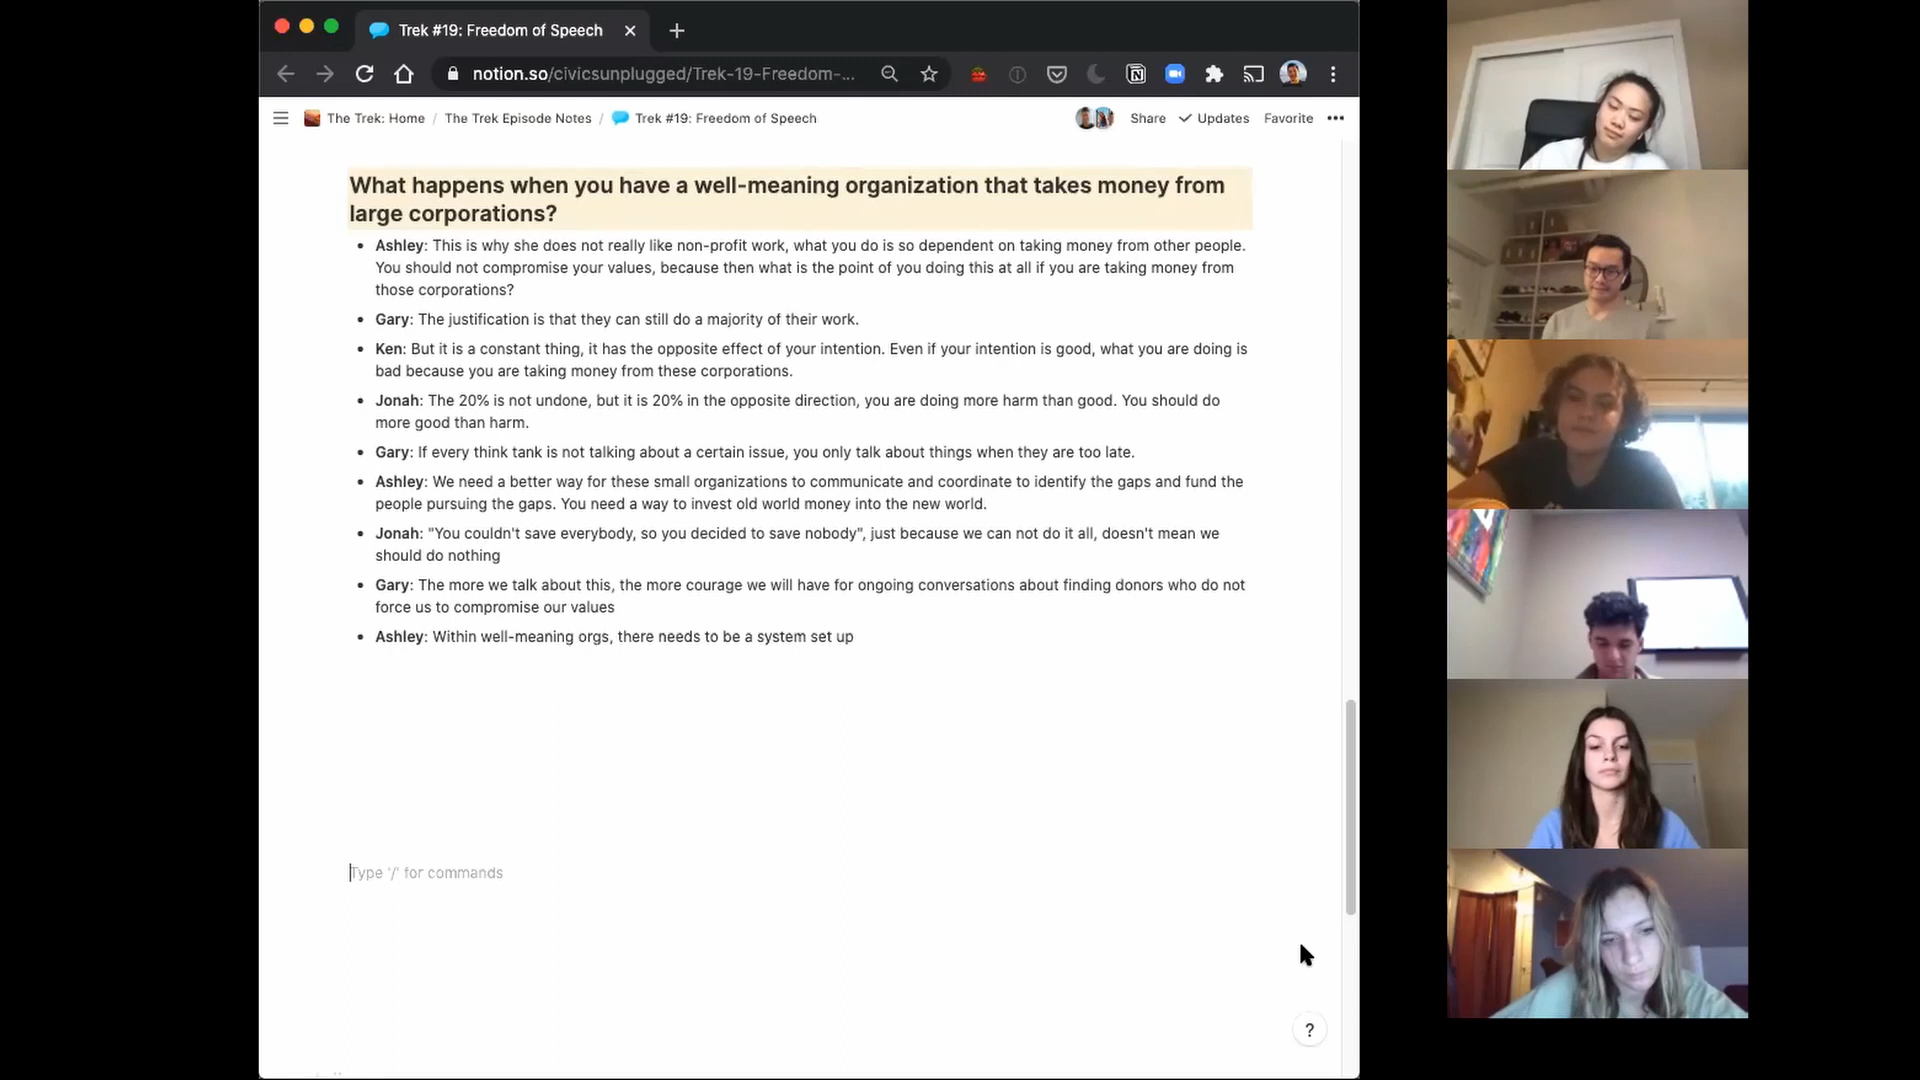 Trek #19: Freedom of Speech
notion.so/civicsunplugged/Trek-19-Freedom-...
The Trek: Home / The Trek Episode Notes / Trek #19: Freedom of Speech
Share Updates Favorite
What happens when you have a well-meaning organization that takes money from
large corporations?
• Ashley: This is why she does not really like non-profit work, what you do is so dependent on taking money from other people.
You should not compromise your values, because then what is the point of you doing this at all if you are taking money from
those corporations?
• Gary: The justification is that they can still do a majority of their work.
• Ken: But it is a constant thing, it has the opposite effect of your intention. Even if your intention is good, what you are doing is
bad because you are taking money from these corporations.
• Jonah: The 20% is not undone, but it is 20% in the opposite direction, you are doing more harm than good. You should do
more good than harm.
• Gary: If every think tank is not talking about a certain issue, you only talk about things when they are too late.
• Ashley: We need a better way for these small organizations to communicate and coordinate to identify the gaps and fund the
people pursuing the gaps. You need a way to invest old world money into the new world.
• Jonah: "You couldn't save everybody, so you decided to save nobody", just because we can not do it all, doesn't mean we
should do nothing
• Gary: The more we talk about this, the more courage we will have for ongoing conversations about finding donors who do not
force us to compromise our values
• Ashley: Within well-meaning orgs, there needs to be a system set up
Type '/' for commands
?